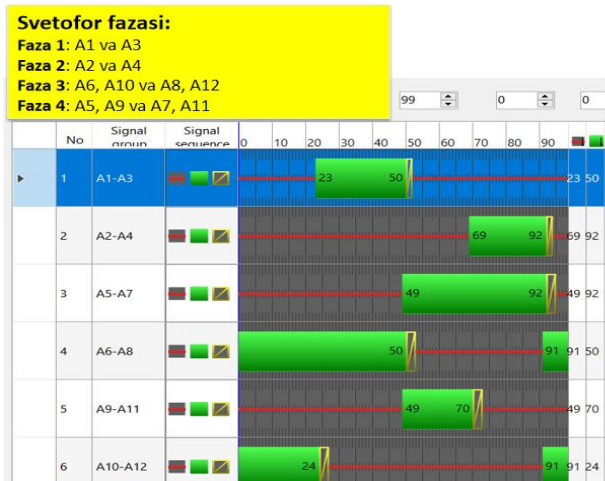 Svetofor fazasi:
Faza 1: A1 va A3
Faza 2: A2 va A4
Faza 3: A6, A10 va A8, A12
Faza 4: A5, A9 va A7, A11
99 0 0
No Signal group Signal sequence 0 10 20 30 40 50 60 70 80 90
1 A1-A3 23 50 23 50
2 A2-A4 69 92 69 92
3 A5-A7 49 92 49 92
4 A6-A8 50 91 91 50
5 A9-A11 49 70 49 70
6 A10-A12 24 91 91 24